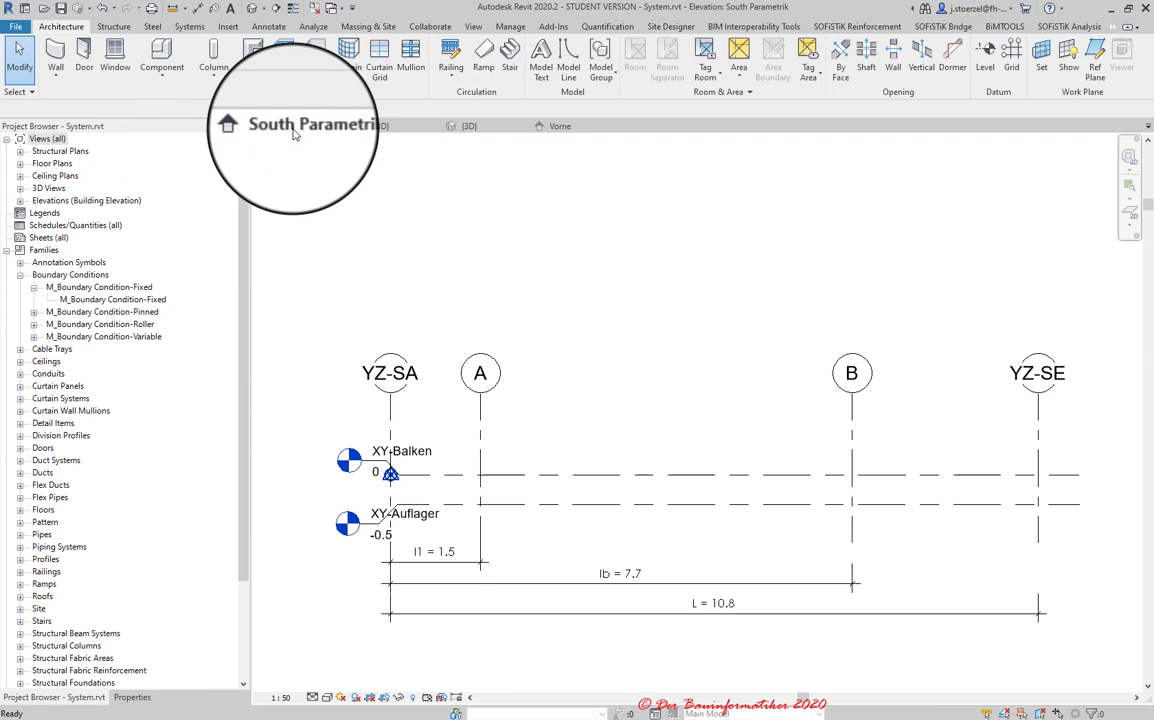 Autodesk Revit 2020.2 - STUDENT VERSION - System.rvt - Elevation: South Parametrik
j.stoerzel@fh-...
File Architecture Structure Steel Systems Insert Annotate Analyze Massing & Site Collaborate View Manage Add-Ins Quantification Site Designer BIM Interoperability Tools SOFiSTiK Reinforcement SOFiSTiK Bridge BiMTOOLS SOFiSTiK Analysis
Modify Wall Door Window Component Column Curtain Grid Mullion Railing Ramp Stair Model Text Model Line Model Group Room Room Separator Area Area Boundary Tag Room Tag Area By Face Shaft Wall Vertical Dormer Level Grid Set Show Ref Plane Viewer
Select Circulation Model Room & Area Opening Datum Work Plane
Project Browser - System.rvt
South Parametri
{3D}
Vorne
Views (all)
Structural Plans
Floor Plans
Ceiling Plans
3D Views
Elevations (Building Elevation)
Legends
Schedules/Quantities (all)
Sheets (all)
Families
Annotation Symbols
Boundary Conditions
M_Boundary Condition-Fixed
M_Boundary Condition-Fixed
M_Boundary Condition-Pinned
M_Boundary Condition-Roller
M_Boundary Condition-Variable
Cable Trays
Ceilings
Conduits
Curtain Panels
Curtain Systems
Curtain Wall Mullions
Detail Items
Division Profiles
Doors
Duct Systems
Ducts
Flex Ducts
Flex Pipes
Floors
Pattern
Pipes
Piping Systems
Profiles
Railings
Ramps
Roofs
Site
Stairs
Structural Beam Systems
Structural Columns
Structural Fabric Areas
Structural Fabric Reinforcement
Structural Foundations
YZ-SA
A
B
YZ-SE
XY-Balken
0
XY-Auflager
-0.5
l1 = 1.5
lb = 7.7
L = 10.8
Project Browser - System.rvt Properties
1 : 50
© Der Bauinformatiker 2020
Ready
:0
Main Model
:0